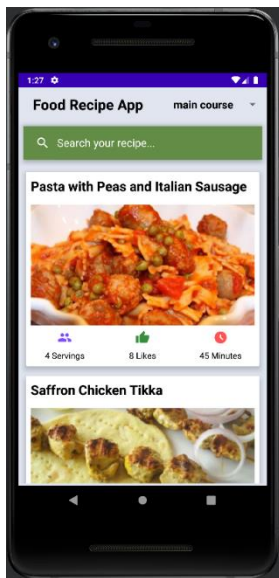 1:27
Food Recipe App main course
Search your recipe...
Pasta with Peas and Italian Sausage
4 Servings 8 Likes 45 Minutes
Saffron Chicken Tikka